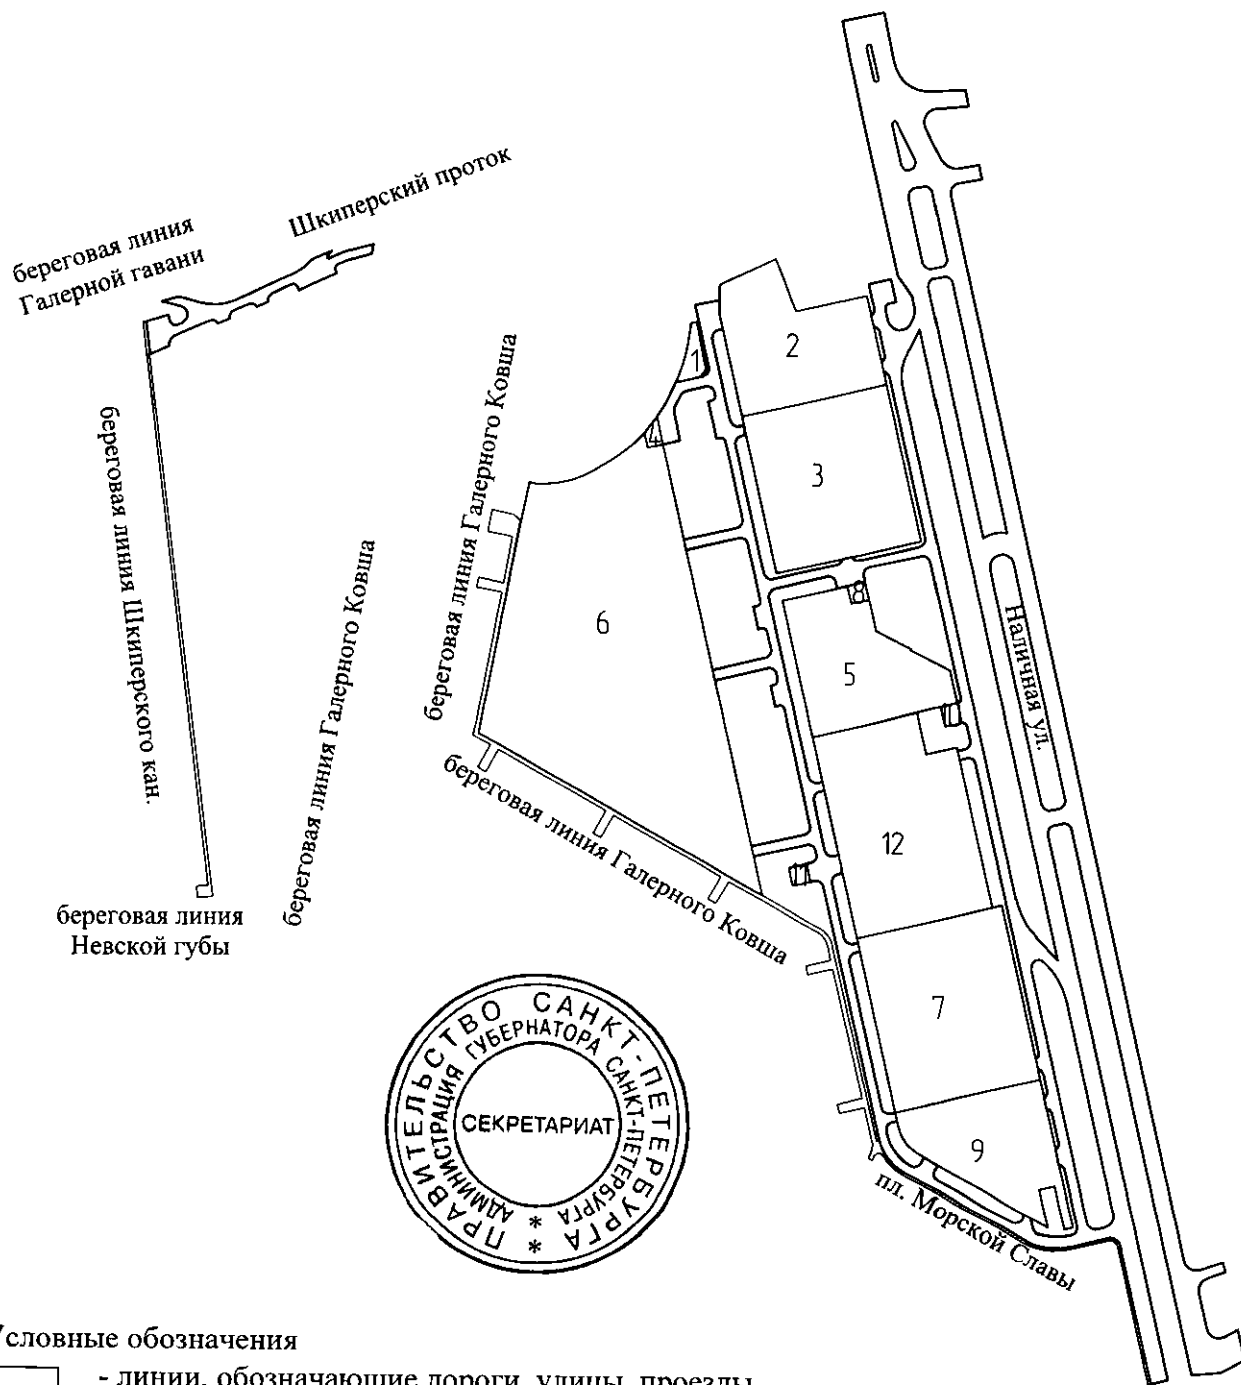 Шкиперский проток
береговая линия
Галерной гавани
береговая линия Шкиперского кан.
береговая линия
Невской губы
береговая линия Галерного Ковша
береговая линия Галерного Ковша
береговая линия Галерного Ковша
1
2
3
4
6
8
5
12
7
9
Наличная ул.
пл. Морской Славы
ПРАВИТЕЛЬСТВО САНКТ-ПЕТЕРБУРГА *
АДМИНИСТРАЦИЯ ГУБЕРНАТОРА САНКТ-ПЕТЕРБУРГА *
СЕКРЕТАРИАТ
Условные обозначения
- линии, обозначающие дороги, улицы, проезды